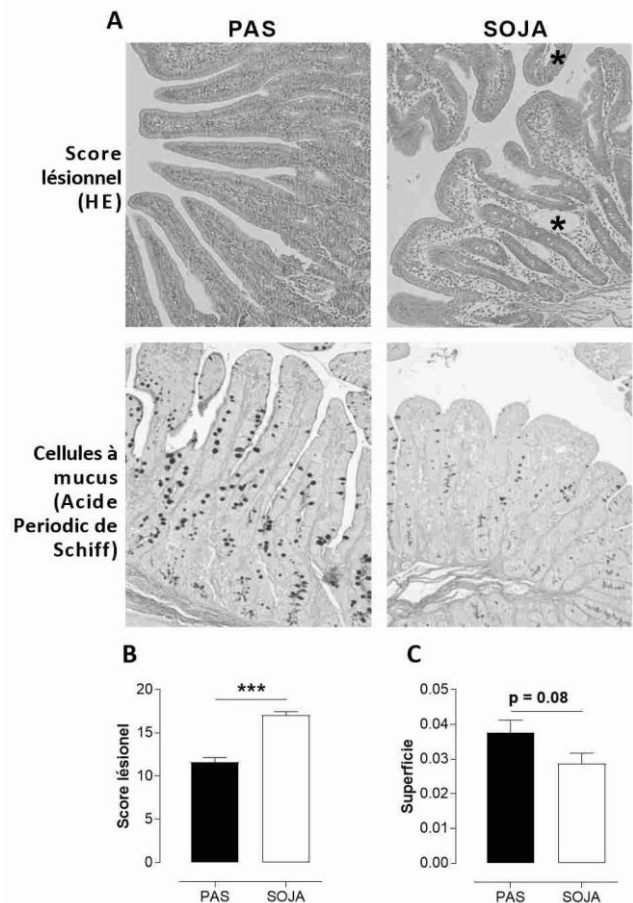 A
PAS SOJA
*
Score
lésionnel
(HE)
*
Cellules à
mucus
(Acide
Periodic de
Schiff)
B
***
20
15
10
5
0
Score lésionel
PAS SOJA
C
p = 0.08
0.05
0.04
0.03
0.02
0.01
0.00
Superficie
PAS SOJA